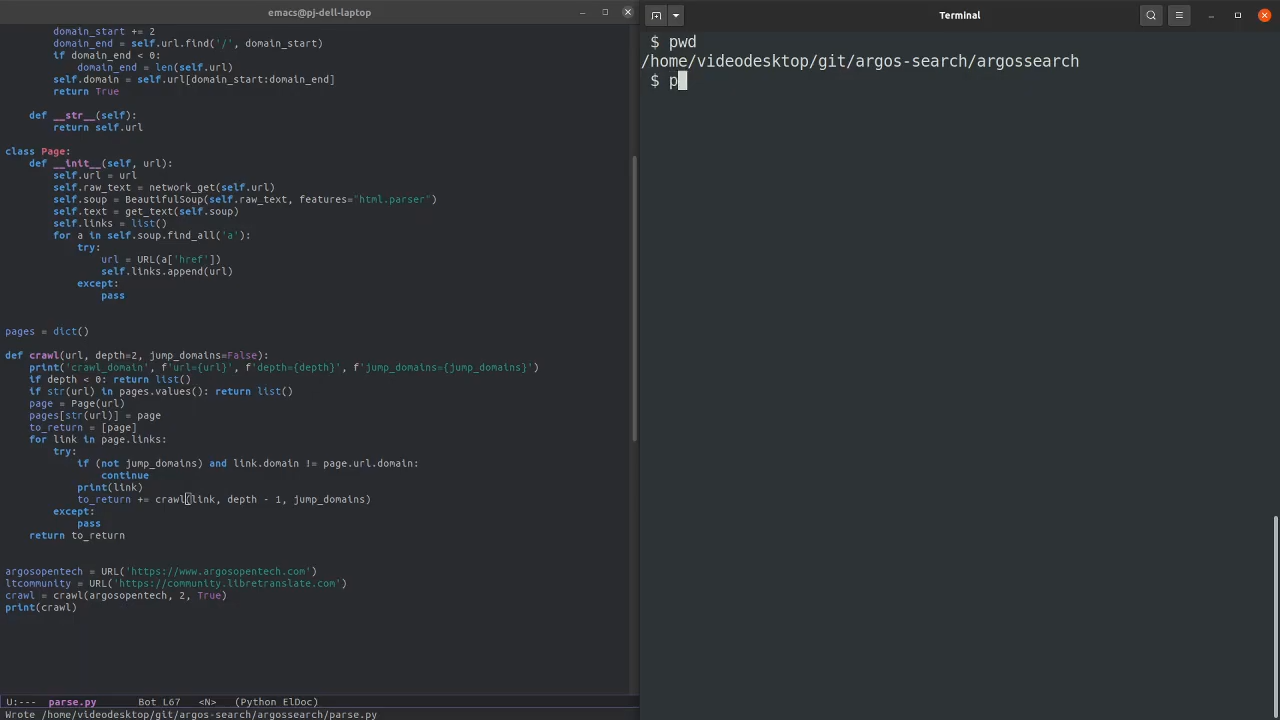 emacs@pj-dell-laptop
domain_start += 2
domain_end = self.url.find('/', domain_start)
if domain_end < 0:
domain_end = len(self.url)
self.domain = self.url[domain_start:domain_end]
return True
def __str__(self):
return self.url
class Page:
def __init__(self, url):
self.url = url
self.raw_text = network_get(self.url)
self.soup = BeautifulSoup(self.raw_text, features="html.parser")
self.text = get_text(self.soup)
self.links = list()
for a in self.soup.find_all('a'):
try:
url = URL(a['href'])
self.links.append(url)
except:
pass
pages = dict()
def crawl(url, depth=2, jump_domains=False):
print('crawl_domain', f'url={url}', f'depth={depth}', f'jump_domains={jump_domains}')
if depth < 0: return list()
if str(url) in pages.values(): return list()
page = Page(url)
pages[str(url)] = page
to_return = [page]
for link in page.links:
try:
if (not jump_domains) and link.domain != page.url.domain:
continue
print(link)
to_return += crawl(link, depth - 1, jump_domains)
except:
pass
return to_return
argosopentech = URL('https://www.argosopentech.com')
ltcommunity = URL('https://community.libretranslate.com')
crawl = crawl(argosopentech, 2, True)
print(crawl)
U:--- parse.py Bot L67 <N> (Python ElDoc)
Wrote /home/videodesktop/git/argos-search/argossearch/parse.py
Terminal
$ pwd
/home/videodesktop/git/argos-search/argossearch
$ p